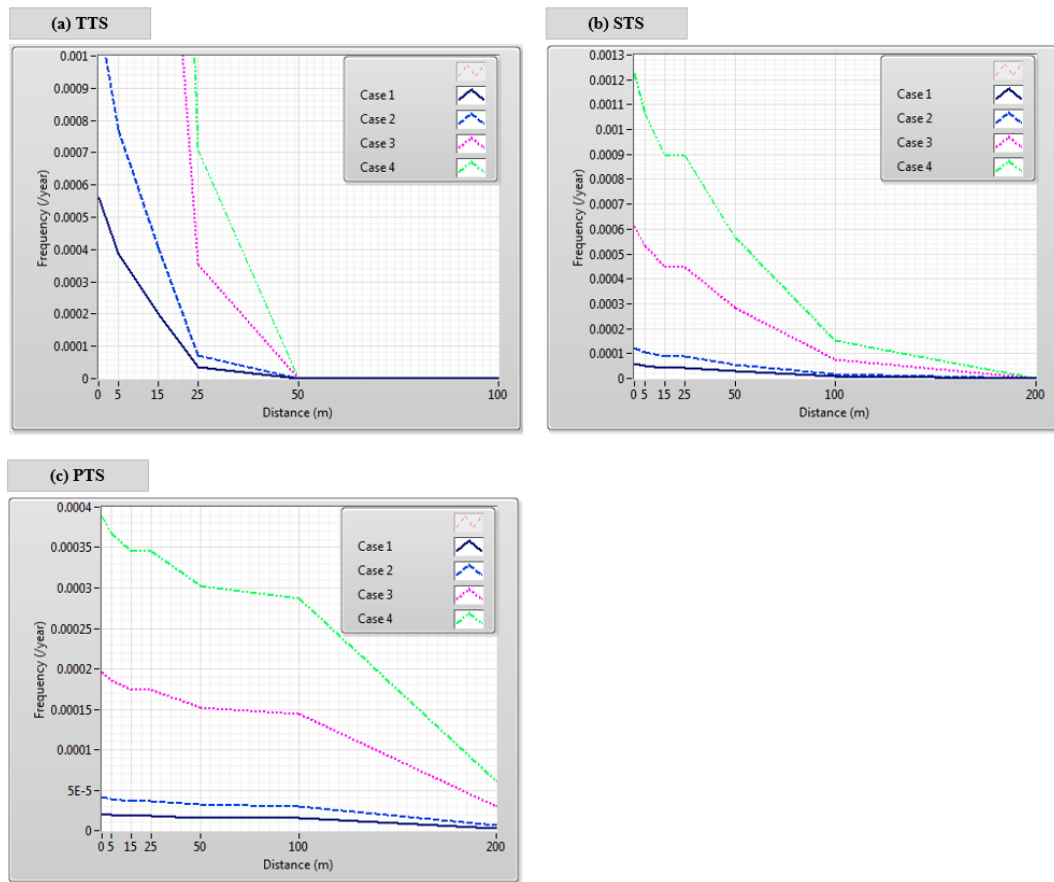 (a) TTS
Frequency (/year)
0.001
0.0009
0.0008
0.0007
0.0006
0.0005
0.0004
0.0003
0.0002
0.0001
0
0 5 15 25 50 100
Distance (m)
Case 1
Case 2
Case 3
Case 4
(b) STS
Frequency (/year)
0.0013
0.0012
0.0011
0.001
0.0009
0.0008
0.0007
0.0006
0.0005
0.0004
0.0003
0.0002
0.0001
0
0 5 15 25 50 100 200
Distance (m)
Case 1
Case 2
Case 3
Case 4
(c) PTS
Frequency (/year)
0.0004
0.00035
0.0003
0.00025
0.0002
0.00015
0.0001
5E-5
0
0 5 15 25 50 100 200
Distance (m)
Case 1
Case 2
Case 3
Case 4